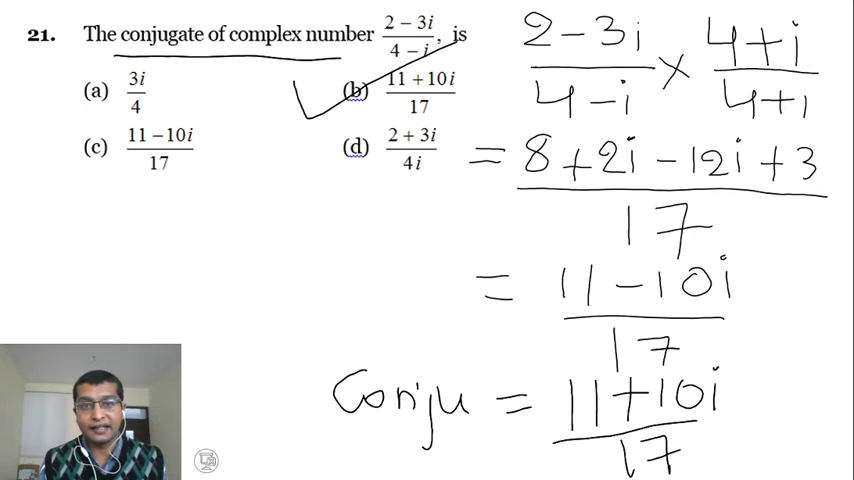 21. The conjugate of complex number (2 − 3i)/(4 − i), is
(a) 3i/4 (b) (11 + 10i)/17
(c) (11 − 10i)/17 (d) (2 + 3i)/4i
(2 − 3i)/(4 − i) × (4 + i)/(4 + i)
= (8 + 2i − 12i + 3)/17
= (11 − 10i)/17
Conju = (11 + 10i)/17